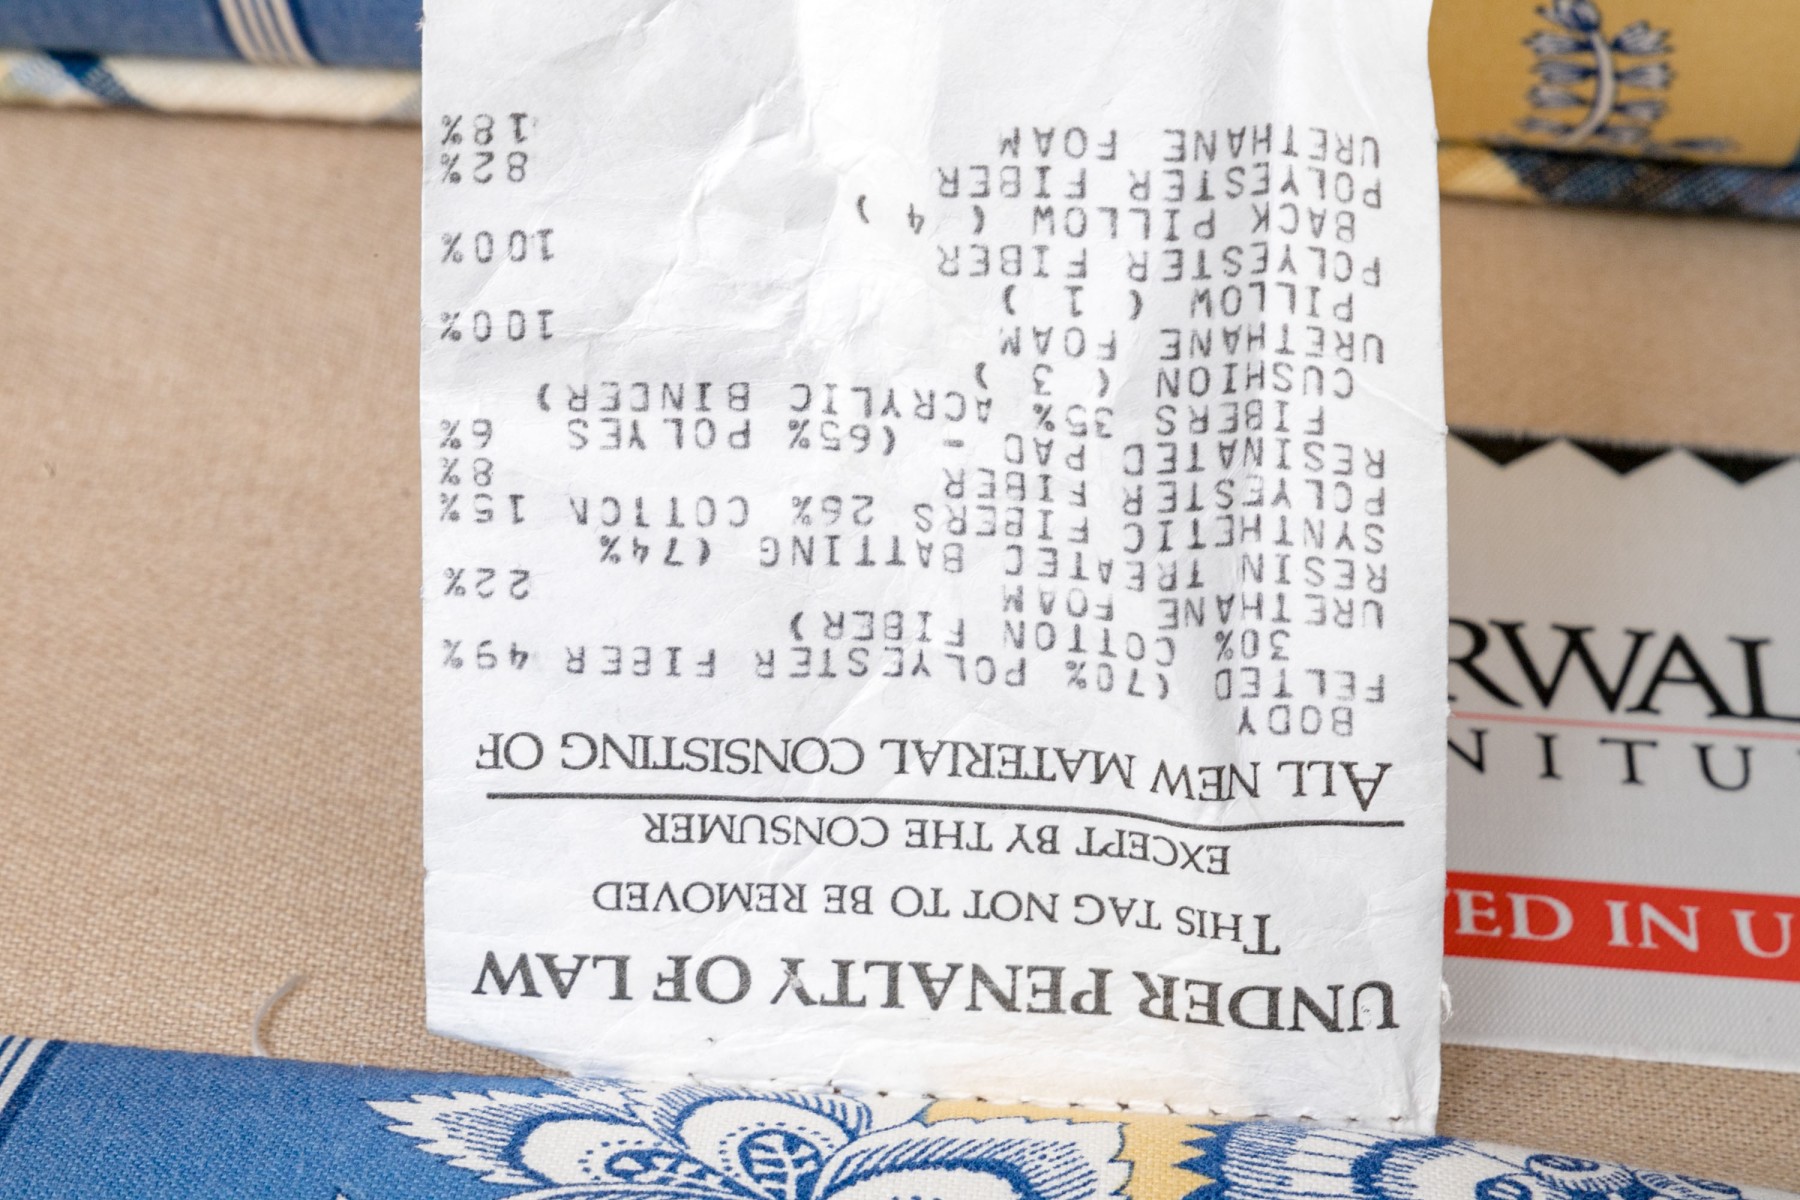 UNDER PENALTY OF LAW
THIS TAG NOT TO BE REMOVED
EXCEPT BY THE CONSUMER
ALL NEW MATERIAL CONSISTING OF
BODY
FELTED (70% POLYESTER FIBER 49%
30% COTTON FIBER)
URETHANE FOAM 22%
RESIN TREATED BATTING (74%
SYNTHETIC FIBERS 26% COTTON 15%
POLYESTER FIBER 8%
RESINATED PAD - (65% POLYES 6%
FIBERS 35% ACRYLIC BINDER)
CUSHION ( 3 )
URETHANE FOAM 100%
PILLOW ( 1 )
POLYESTER FIBER 100%
BACK PILLOW ( 4 )
POLYESTER FIBER 82%
URETHANE FOAM 18%
RWAL
NITU
ED IN U